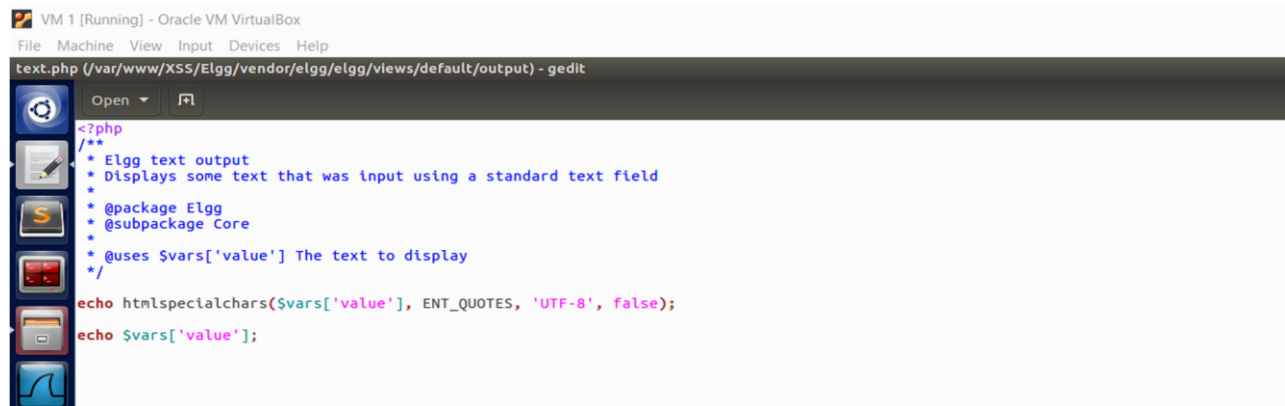 VM 1 [Running] - Oracle VM VirtualBox
File Machine View Input Devices Help
text.php (/var/www/XSS/Elgg/vendor/elgg/elgg/views/default/output) - gedit
Open
<?php
/**
 * Elgg text output
 * Displays some text that was input using a standard text field
 *
 * @package Elgg
 * @subpackage Core
 *
 * @uses $vars['value'] The text to display
 */
echo htmlspecialchars($vars['value'], ENT_QUOTES, 'UTF-8', false);
echo $vars['value'];